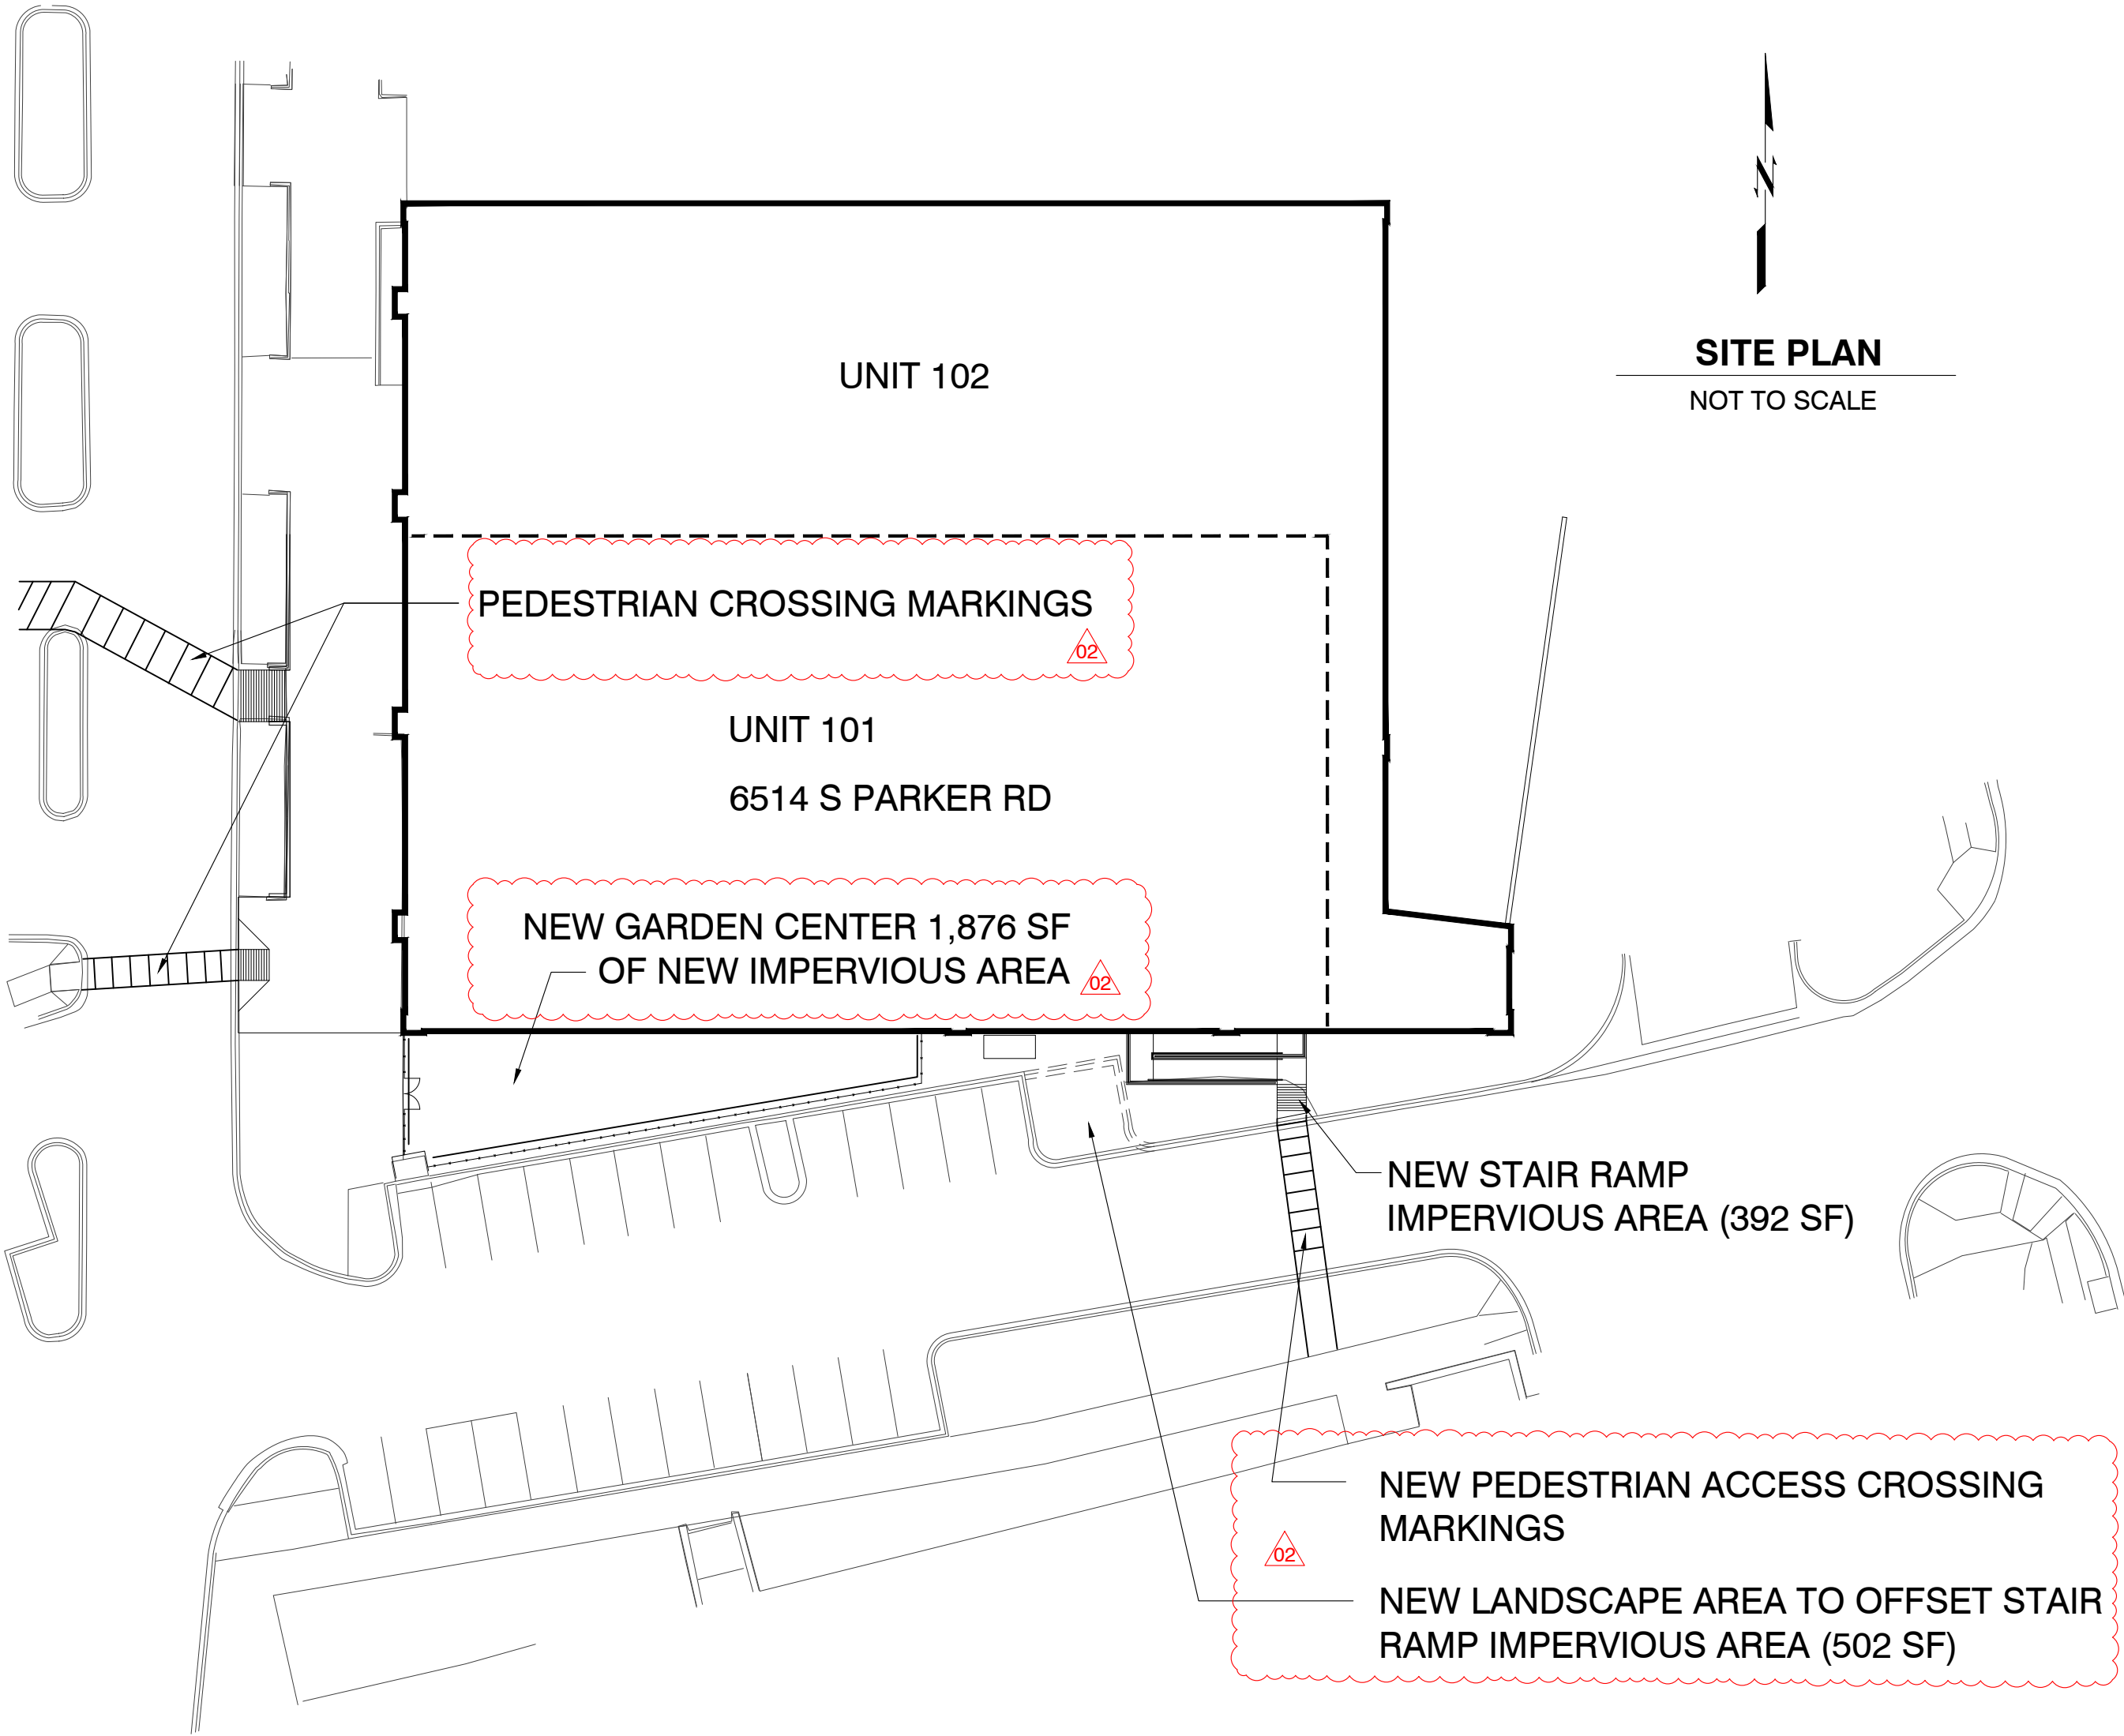 N
SITE PLAN
NOT TO SCALE
UNIT 102
PEDESTRIAN CROSSING MARKINGS
02
UNIT 101
6514 S PARKER RD
NEW GARDEN CENTER 1,876 SF
OF NEW IMPERVIOUS AREA
02
NEW STAIR RAMP
IMPERVIOUS AREA (392 SF)
NEW PEDESTRIAN ACCESS CROSSING
MARKINGS
02
NEW LANDSCAPE AREA TO OFFSET STAIR
RAMP IMPERVIOUS AREA (502 SF)